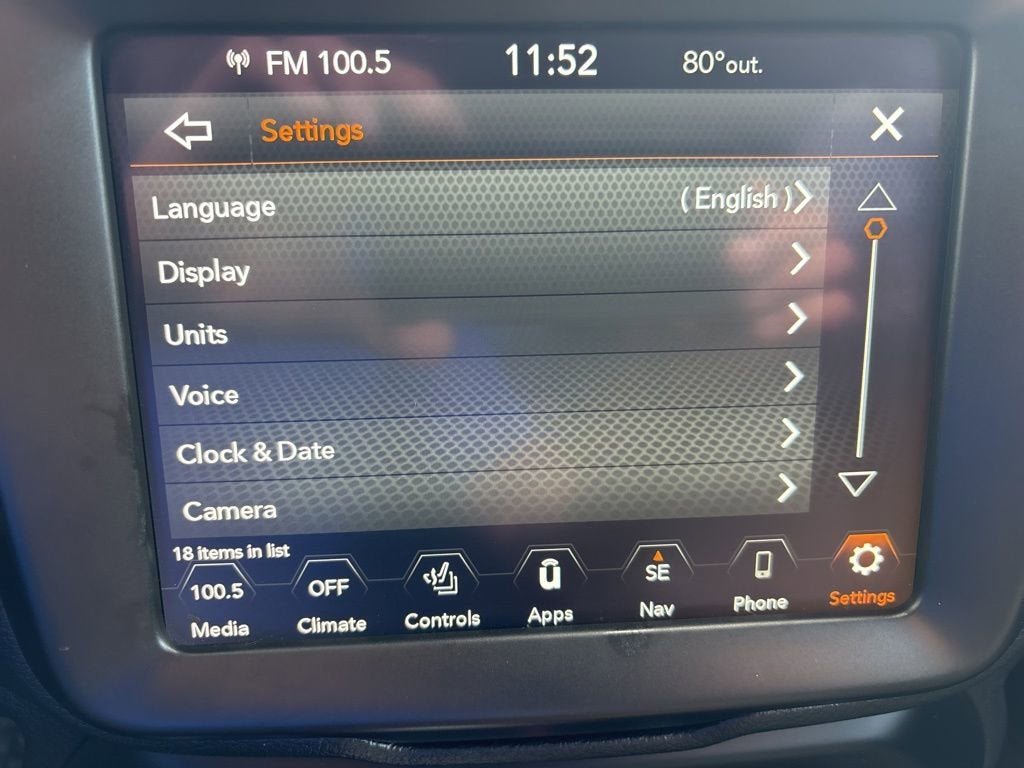 FM 100.5 11:52 80°out.
Settings
Language (English)
Display
Units
Voice
Clock & Date
Camera
18 items in list
100.5 OFF SE
Media Climate Controls Apps Nav Phone Settings